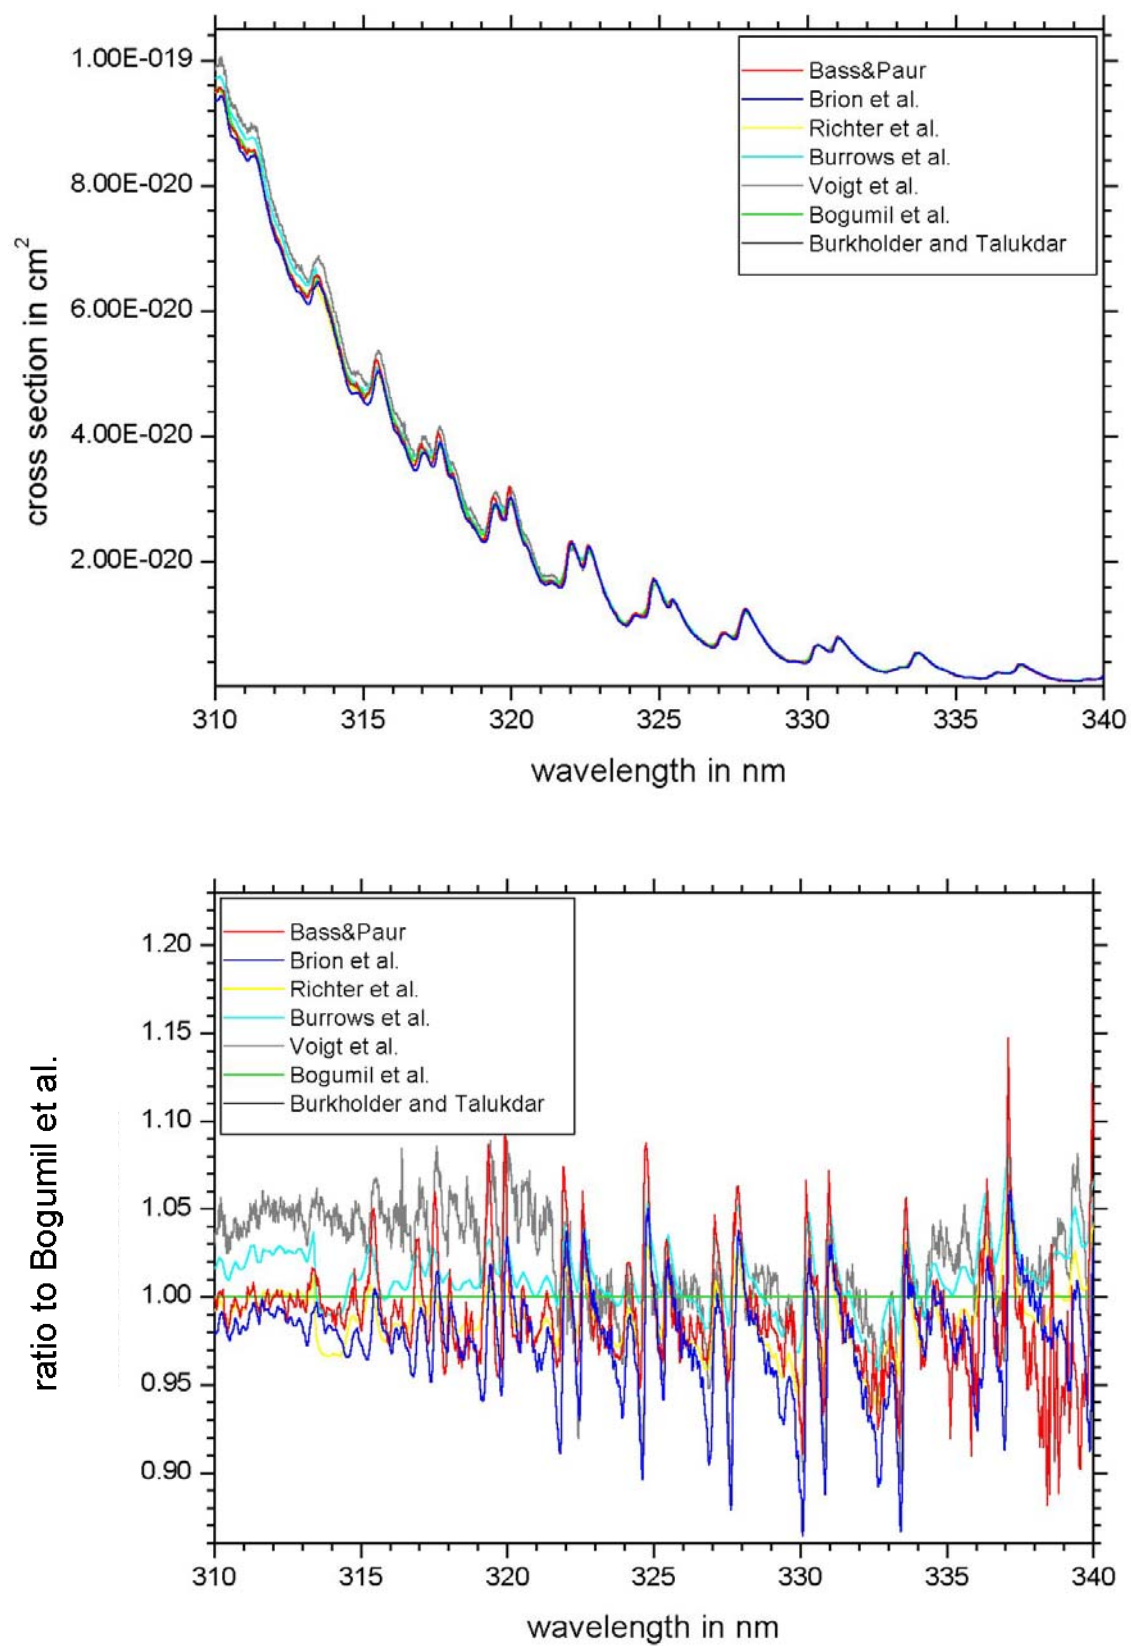 1.00E-019
8.00E-020
6.00E-020
4.00E-020
2.00E-020
cross section in cm²
Bass&Paur
Brion et al.
Richter et al.
Burrows et al.
Voigt et al.
Bogumil et al.
Burkholder and Talukdar
310 315 320 325 330 335 340
wavelength in nm
1.20
1.15
1.10
1.05
1.00
0.95
0.90
ratio to Bogumil et al.
Bass&Paur
Brion et al.
Richter et al.
Burrows et al.
Voigt et al.
Bogumil et al.
Burkholder and Talukdar
310 315 320 325 330 335 340
wavelength in nm